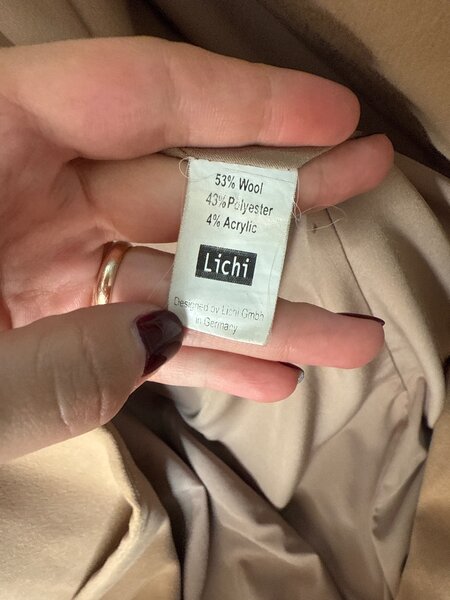 53% Wool
43% Polyester
4% Acrylic
Lichi
Designed by Lichi Gmbh
in Germany